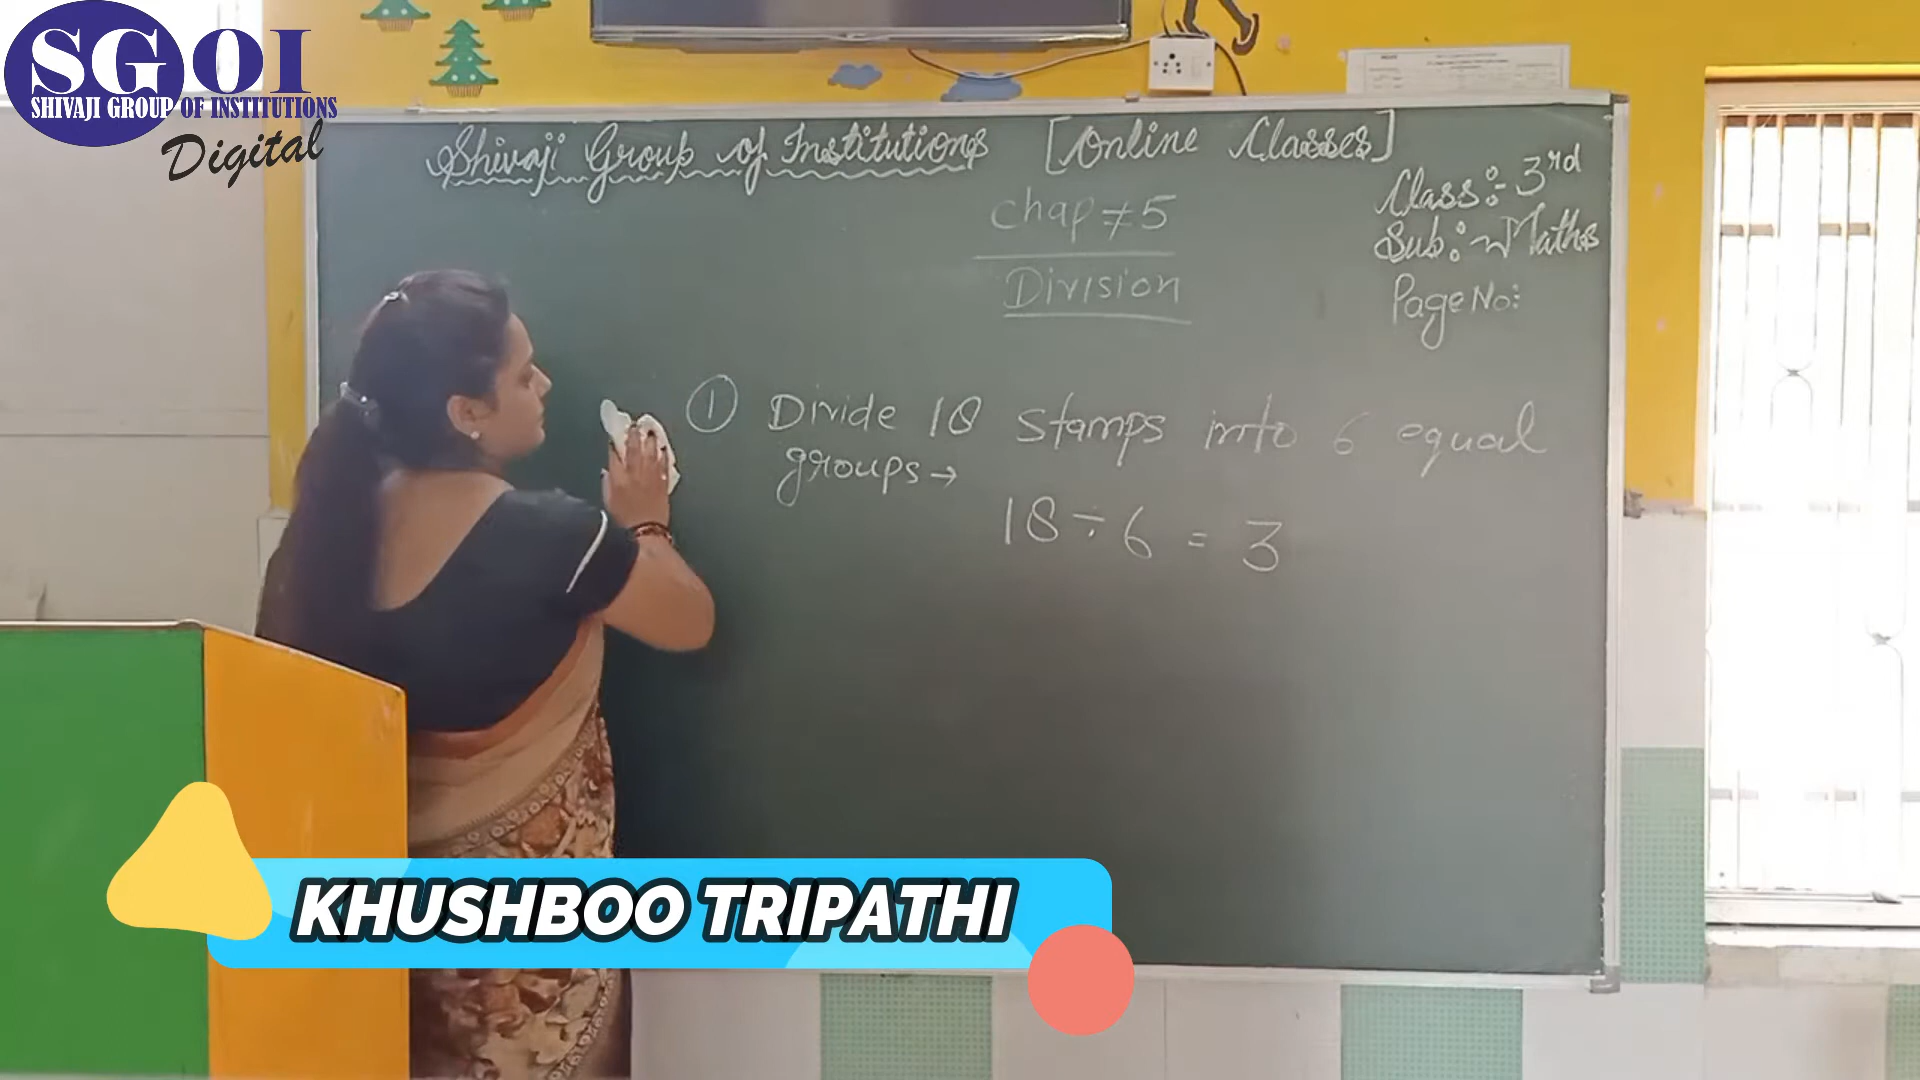 SGOI
SHIVAJI GROUP OF INSTITUTIONS
Digital
Shivaji Group of Institutions [Online Classes]
Class:- 3rd
Sub:- Maths
Page No:
Chap ≠ 5
Division
① Divide 18 stamps into 6 equal
groups →
18 ÷ 6 = 3
KHUSHBOO TRIPATHI